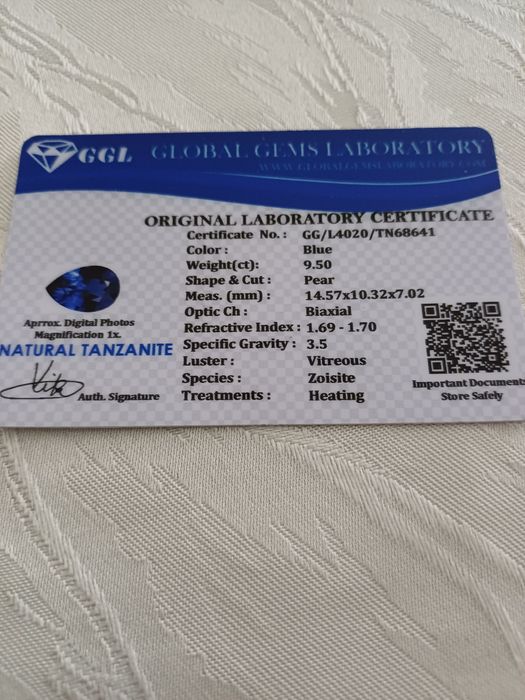 GGL GLOBAL GEMS LABORATORY
WWW.GLOBALGEMSLABORATORY.COM
ORIGINAL LABORATORY CERTIFICATE
Certificate No. : GG/L4020/TN68641
Color : Blue
Weight(ct): 9.50
Shape & Cut : Pear
Meas. (mm) : 14.57x10.32x7.02
Optic Ch : Biaxial
Refractive Index : 1.69 - 1.70
Specific Gravity : 3.5
Luster : Vitreous
Species : Zoisite
Treatments : Heating
Aprrox. Digital Photos
Magnification 1x.
NATURAL TANZANITE
Auth. Signature
Important Document
Store Safely